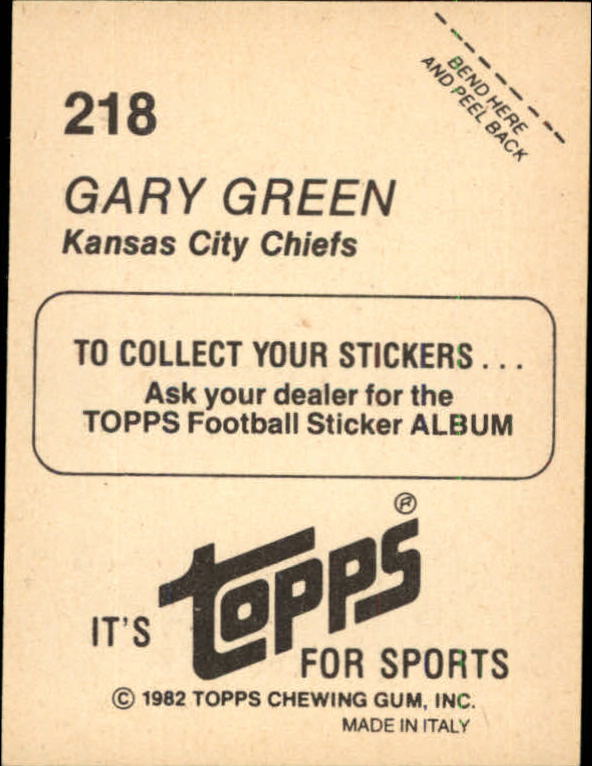 BEND HERE
AND PEEL BACK
218
GARY GREEN
Kansas City Chiefs
TO COLLECT YOUR STICKERS . . .
Ask your dealer for the
TOPPS Football Sticker ALBUM
IT'S topps®
FOR SPORTS
© 1982 TOPPS CHEWING GUM, INC.
MADE IN ITALY